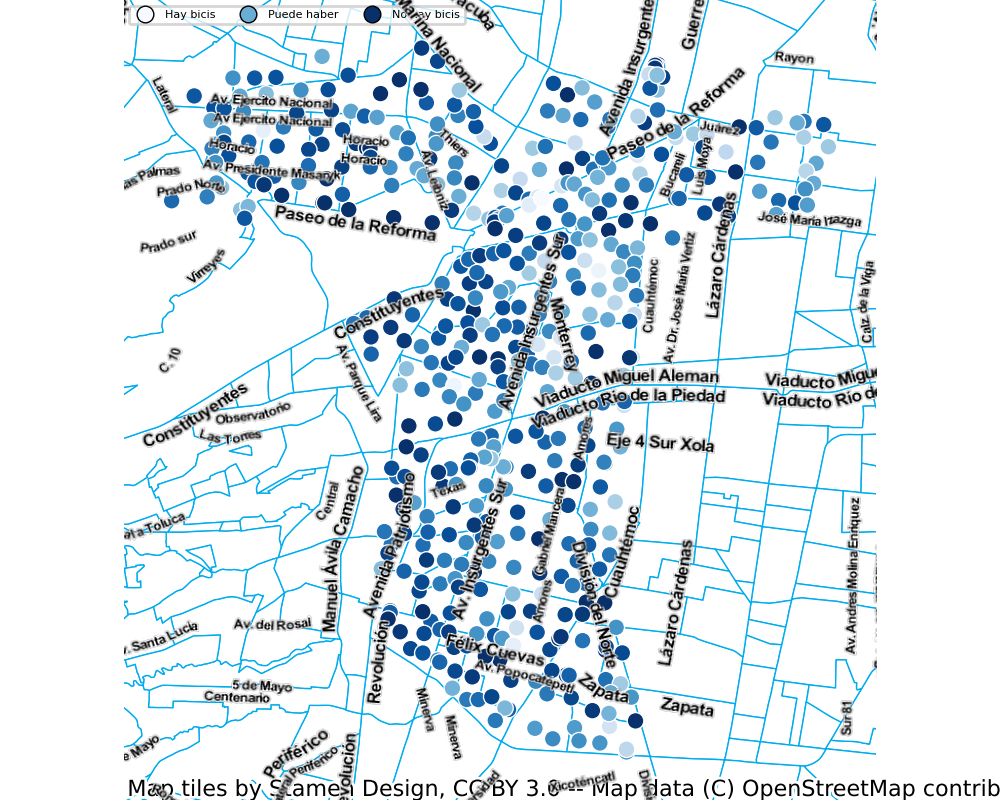 Hay bicis
Puede haber
No hay bicis
Marina Nacional
Avenida Insurgente
Guerre
Rayon
Lateral
Av. Ejercito Nacional
Av Ejercito Nacional
Paseo de la Reforma
Juárez
Horacio
Horacio
Horacio
Thiers
Bucareli
Luis Moya
as Palmas
Av. Presidente Masaryk
Av. Leibniz
Prado Norte
Paseo de la Reforma
José María Izazga
Prado sur
Virreyes
Lázaro Cárdenas
Cuauhtémoc
Av. Dr. José María Vertiz
Calz. de la Viga
Avenida Insurgentes Sur
Constituyentes
Monterrey
C. 10
Av. Parque Lira
Viaducto Miguel Aleman
Viaducto Migue
Viaducto Rio de la Piedad
Viaducto Rio de
Constituyentes
Observatorio
Las Torres
Amores
Eje 4 Sur Xola
Central
Texas
Manuel Ávila Camacho
Avenida Patriotismo
Av. Insurgentes Sur
Gabriel Mancera
Amores
División del Norte
Cuauhtémoc
Lázaro Cárdenas
Av. Andres Molina Enriquez
ta-Toluca
. Santa Lucia
Av. del Rosal
Revolución
Félix Cuevas
Av. Popocatepetl
Zapata
Zapata
5 de Mayo
Centenario
Minerva
Minerva
Sur 81
e Mayo
Periférico
Periferico
volución
Xicoténcatl
Map tiles by Stamen Design, CC BY 3.0 -- Map data (C) OpenStreetMap contrib